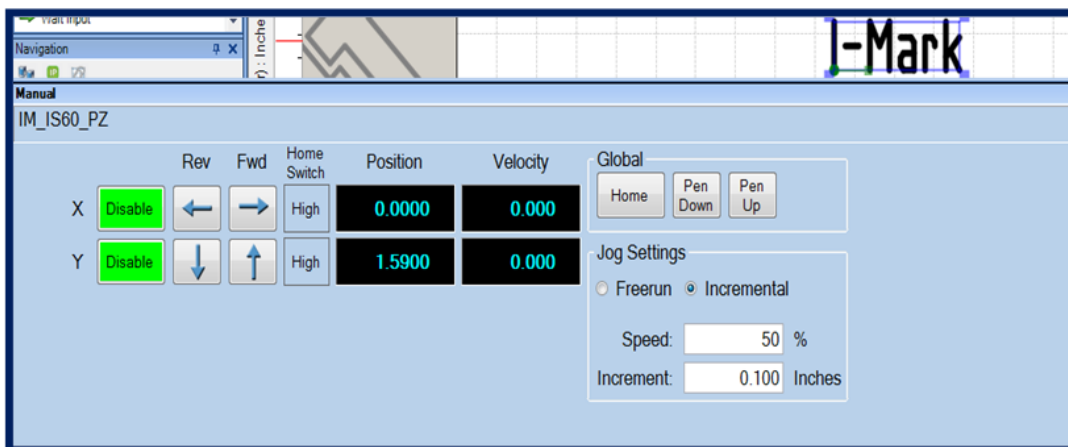 Wait Input
Navigation
Inche
r) :
I-Mark
Manual
IM_IS60_PZ
Rev Fwd Home Switch Position Velocity
X Disable High 0.0000 0.000
Y Disable High 1.5900 0.000
Global
Home Pen Down Pen Up
Jog Settings
Freerun Incremental
Speed: 50 %
Increment: 0.100 Inches